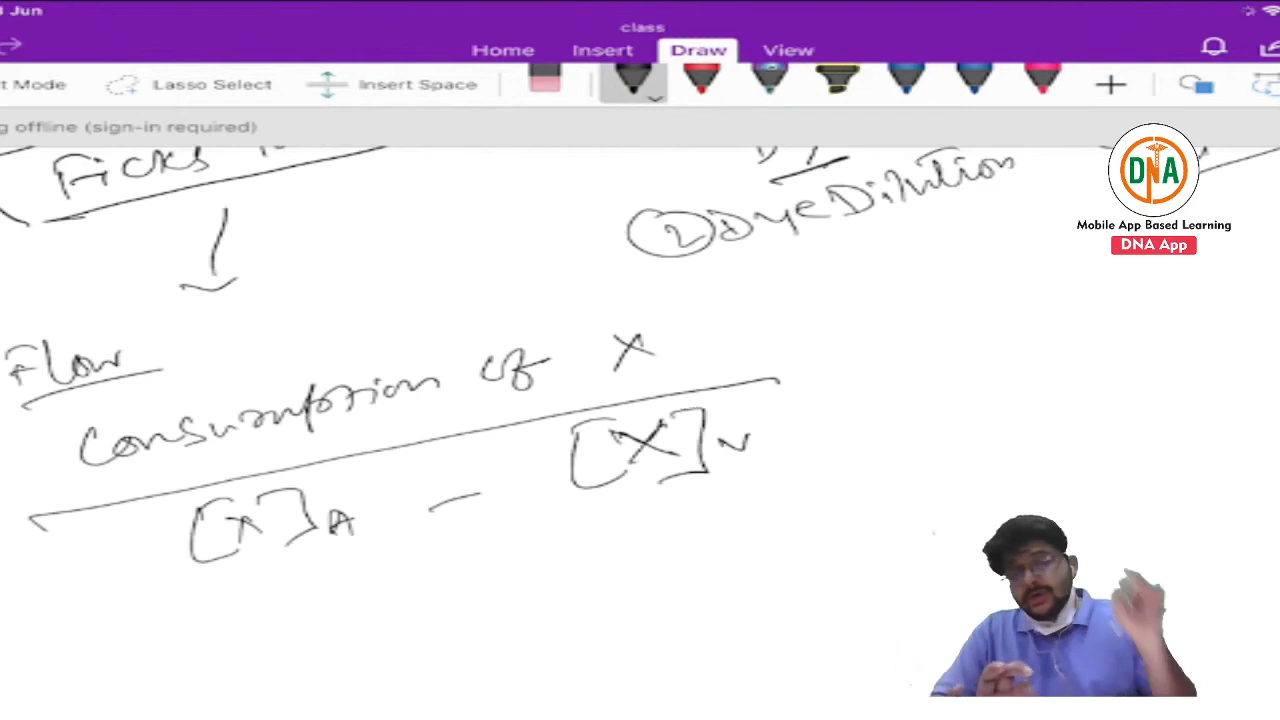 Jun
class
Home Insert Draw View
Mode Lasso Select Insert Space
offline (sign-in required)
Ficks
② Dye Dilution
DNA
Mobile App Based Learning
DNA App
Flow
Consumption of X
[X]A - [X]V